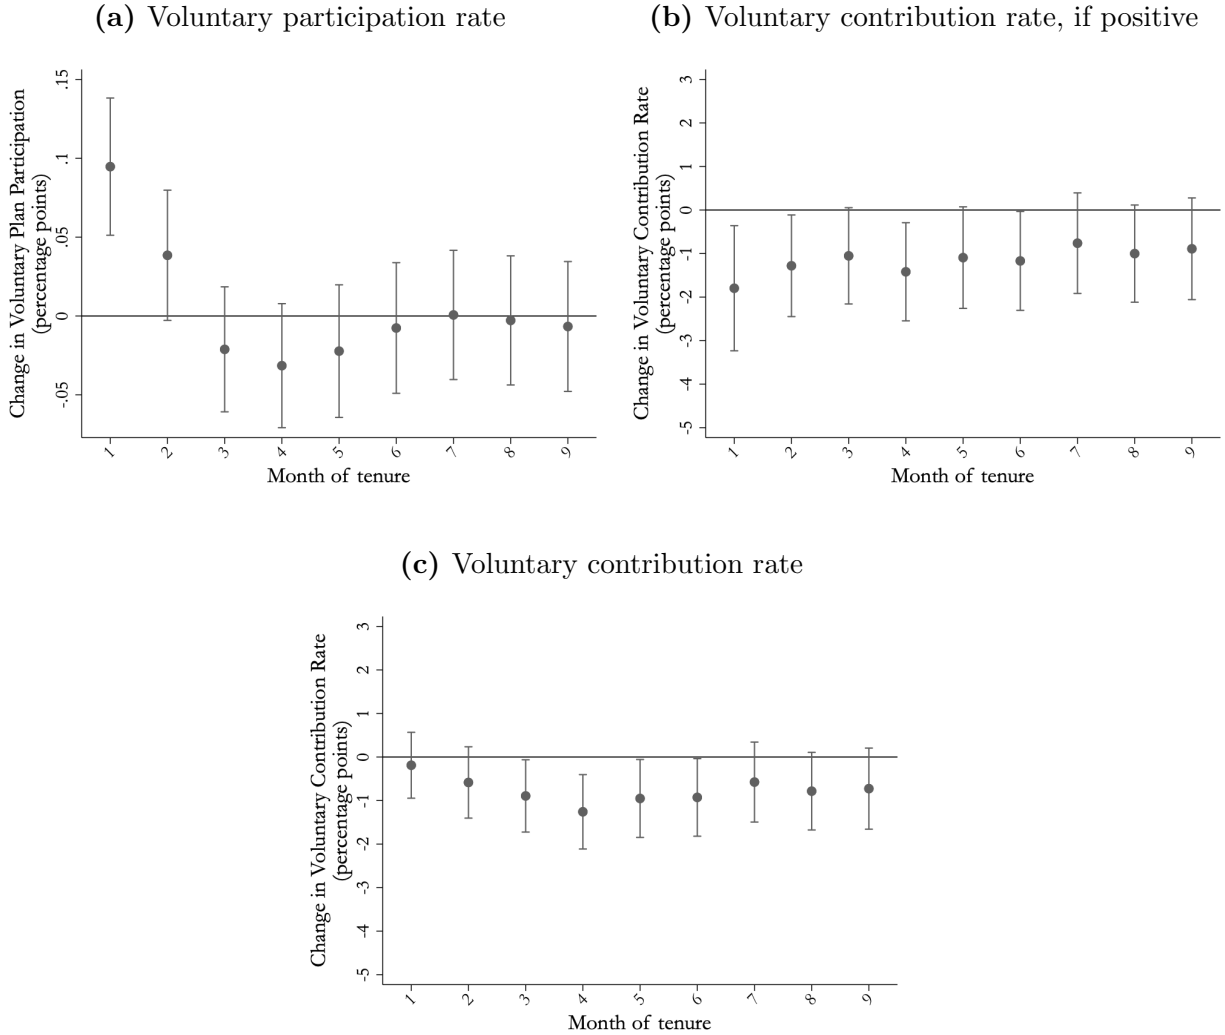 (a) Voluntary participation rate
Change in Voluntary Plan Participation
(percentage points)
.15
.1
.05
0
-.05
1 2 3 4 5 6 7 8 9
Month of tenure
(b) Voluntary contribution rate, if positive
Change in Voluntary Contribution Rate
(percentage points)
3
2
1
0
-1
-2
-3
-4
-5
1 2 3 4 5 6 7 8 9
Month of tenure
(c) Voluntary contribution rate
Change in Voluntary Contribution Rate
(percentage points)
3
2
1
0
-1
-2
-3
-4
-5
1 2 3 4 5 6 7 8 9
Month of tenure